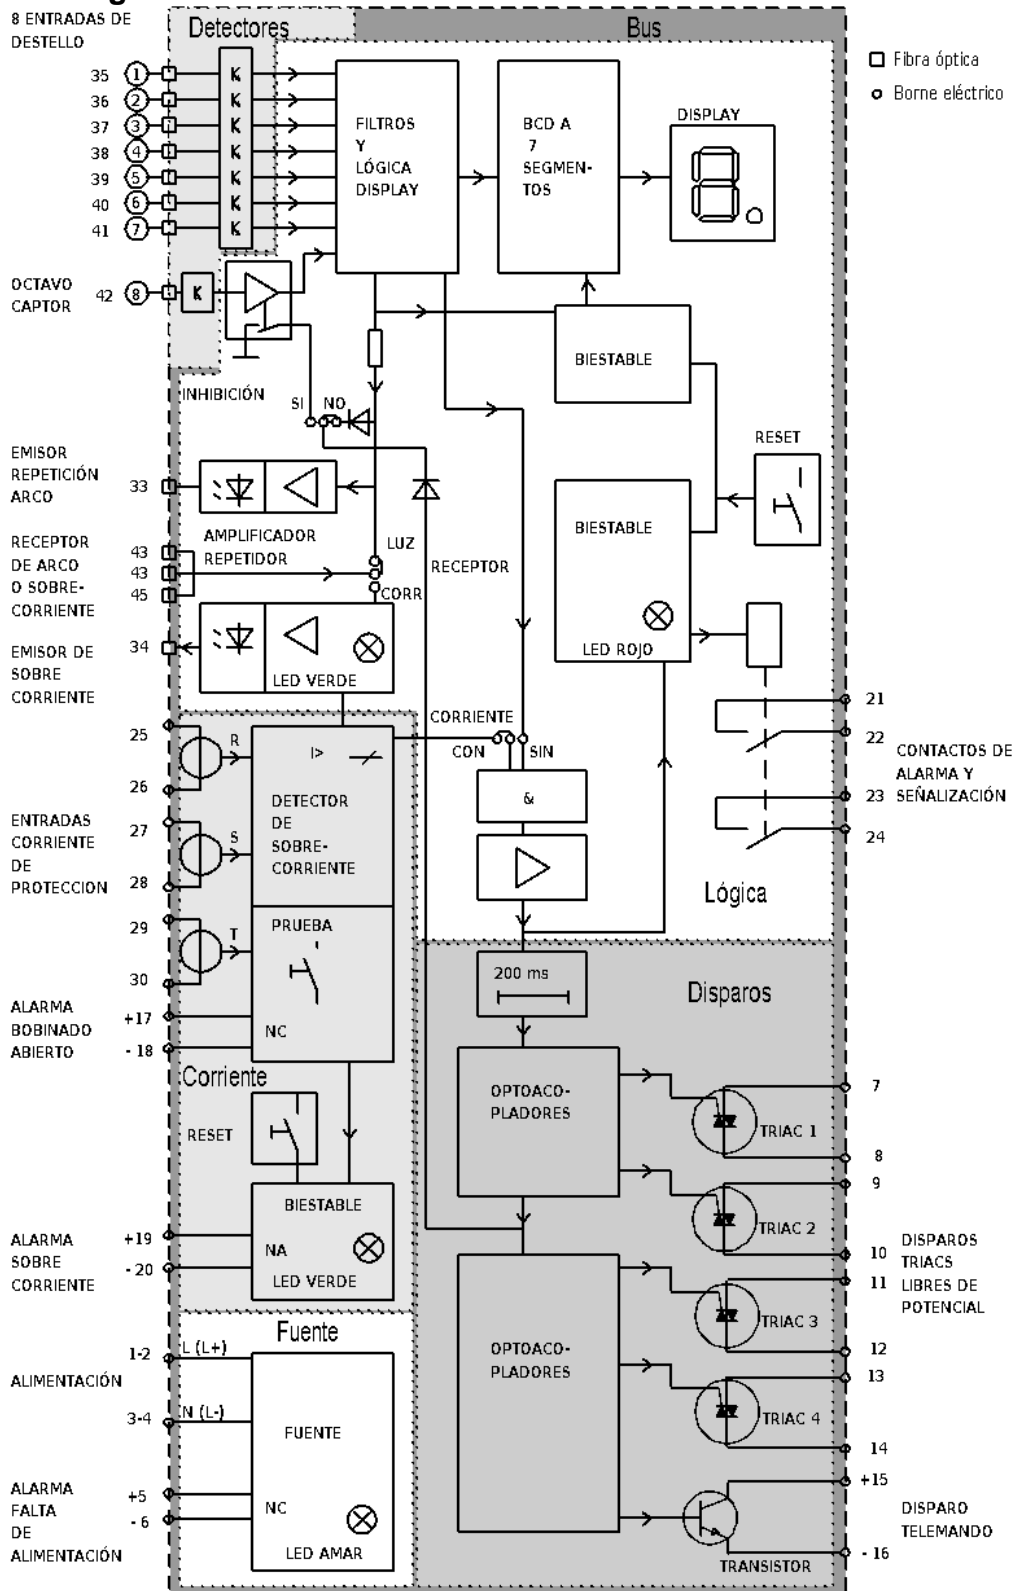 8 ENTRADAS DE
DESTELLO
Detectores
Bus
Fibra óptica
Borne eléctrico
35 1 K
36 2 K
37 3 K
38 4 K
39 5 K
40 6 K
41 7 K
FILTROS
Y
LÓGICA
DISPLAY
BCD A
7
SEGMEN-
TOS
DISPLAY
8.
OCTAVO
CAPTOR
42 8 K
INHIBICIÓN
SI NO
BIESTABLE
RESET
EMISOR
REPETICIÓN
ARCO
33
AMPLIFICADOR
REPETIDOR
RECEPTOR
DE ARCO
O SOBRE-
CORRIENTE
43
43
45
LUZ
CORR
RECEPTOR
BIESTABLE
LED ROJO
EMISOR DE
SOBRE
CORRIENTE
34
LED VERDE
21
22
23
24
CONTACTOS DE
ALARMA Y
SEÑALIZACIÓN
CORRIENTE
CON SIN
&
Lógica
25
26
27
28
29
30
R
S
T
ENTRADAS
CORRIENTE
DE
PROTECCION
I>
DETECTOR
DE
SOBRE-
CORRIENTE
PRUEBA
NC
ALARMA
BOBINADO
ABIERTO
+17
- 18
Corriente
RESET
BIESTABLE
NA
LED VERDE
ALARMA
SOBRE
CORRIENTE
+19
- 20
200 ms
Disparos
OPTOACO-
PLADORES
TRIAC 1
TRIAC 2
7
8
9
10
OPTOACO-
PLADORES
TRIAC 3
TRIAC 4
11
12
13
14
DISPAROS
TRIACS
LIBRES DE
POTENCIAL
TRANSISTOR
+15
- 16
DISPARO
TELEMANDO
Fuente
1-2 L (L+)
ALIMENTACIÓN
3-4 N (L-)
FUENTE
NC
LED AMAR
ALARMA
FALTA
DE
ALIMENTACIÓN
+5
- 6